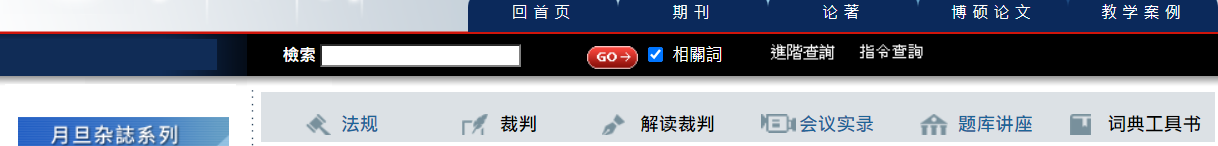 回首页 期刊 论著 博硕论文 教学案例
檢索 GO 相關詞 進階查詢 指令查詢
法规 裁判 解读裁判 会议实录 题库讲座 词典工具书
月旦杂誌系列